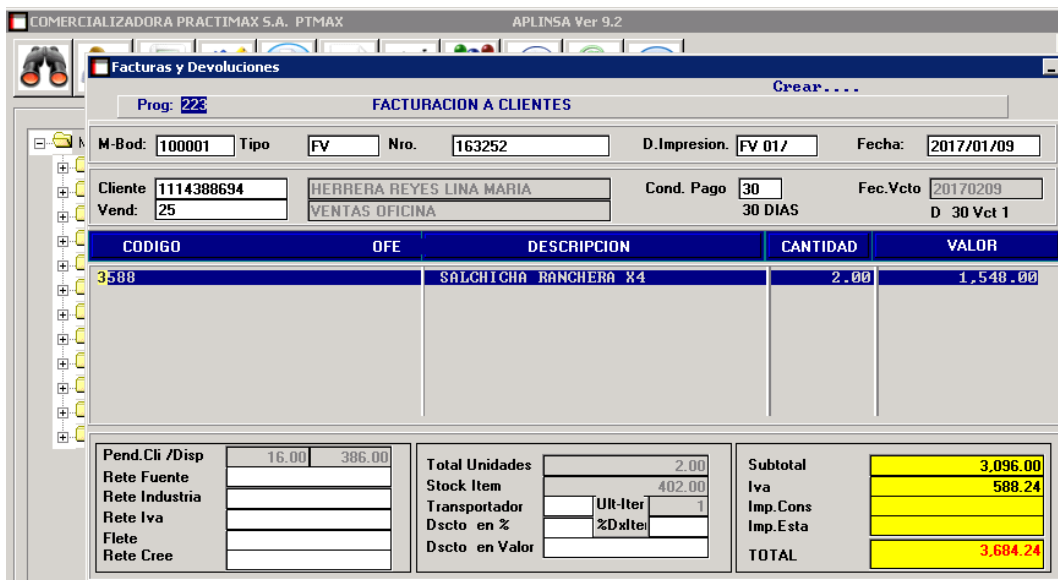 COMERCIALIZADORA PRACTIMAX S.A. PTMAX APLINSA Ver 9.2
Facturas y Devoluciones
Crear....
Prog: 223 FACTURACION A CLIENTES
M-Bod: 100001 Tipo FV Nro. 163252 D.Impresion. FV 01/ Fecha: 2017/01/09
Cliente 1114388694 HERRERA REYES LINA MARIA Cond. Pago 30 Fec.Vcto 20170209
Vend: 25 VENTAS OFICINA 30 DIAS D 30 Vct 1
CODIGO OFE DESCRIPCION CANTIDAD VALOR
3588 SALCHICHA RANCHERA X4 2.00 1,548.00
Pend.Cli /Disp 16.00 386.00
Rete Fuente
Rete Industria
Rete Iva
Flete
Rete Cree
Total Unidades 2.00
Stock Item 402.00
Transportador Ult-Iter 1
Dscto en % %DxIte
Dscto en Valor
Subtotal 3,096.00
Iva 588.24
Imp.Cons
Imp.Esta
TOTAL 3,684.24